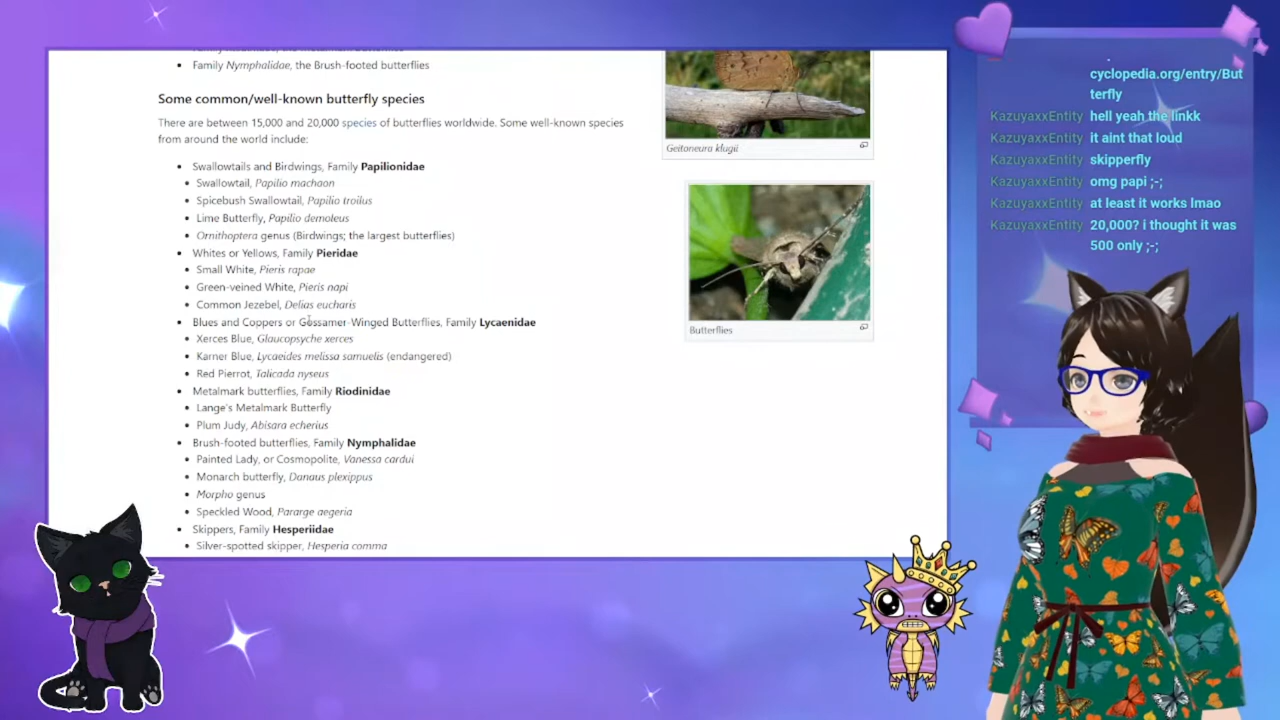 Family Nymphalidae, the Brush-footed butterflies
Some common/well-known butterfly species
There are between 15,000 and 20,000 species of butterflies worldwide. Some well-known species
from around the world include:
Swallowtails and Birdwings, Family Papilionidae
Swallowtail, Papilio machaon
Spicebush Swallowtail, Papilio troilus
Lime Butterfly, Papilio demoleus
Ornithoptera genus (Birdwings; the largest butterflies)
Whites or Yellows, Family Pieridae
Small White, Pieris rapae
Green-veined White, Pieris napi
Common Jezebel, Delias eucharis
Blues and Coppers or Gossamer-Winged Butterflies, Family Lycaenidae
Xerces Blue, Glaucopsyche xerces
Karner Blue, Lycaeides melissa samuelis (endangered)
Red Pierrot, Talicada nyseus
Metalmark butterflies, Family Riodinidae
Lange's Metalmark Butterfly
Plum Judy, Abisara echerius
Brush-footed butterflies, Family Nymphalidae
Painted Lady, or Cosmopolite, Vanessa cardui
Monarch butterfly, Danaus plexippus
Morpho genus
Speckled Wood, Pararge aegeria
Skippers, Family Hesperiidae
Silver-spotted skipper, Hesperia comma
Geitoneura klugii
Butterflies
cyclopedia.org/entry/But
terfly
KazuyaxxEntity hell yeah the linkk
KazuyaxxEntity it aint that loud
KazuyaxxEntity skipperfly
KazuyaxxEntity omg papi ;-;
KazuyaxxEntity at least it works lmao
KazuyaxxEntity 20,000? i thought it was
500 only ;-;